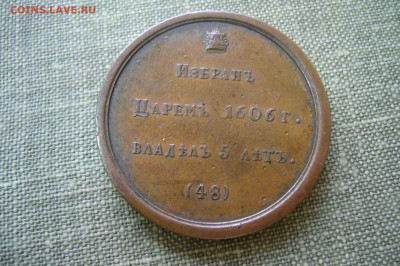 COINS.LAVE.RU
Избранъ
Царемъ 1606 г.
владѣлъ 5 лѣтъ.
(48)